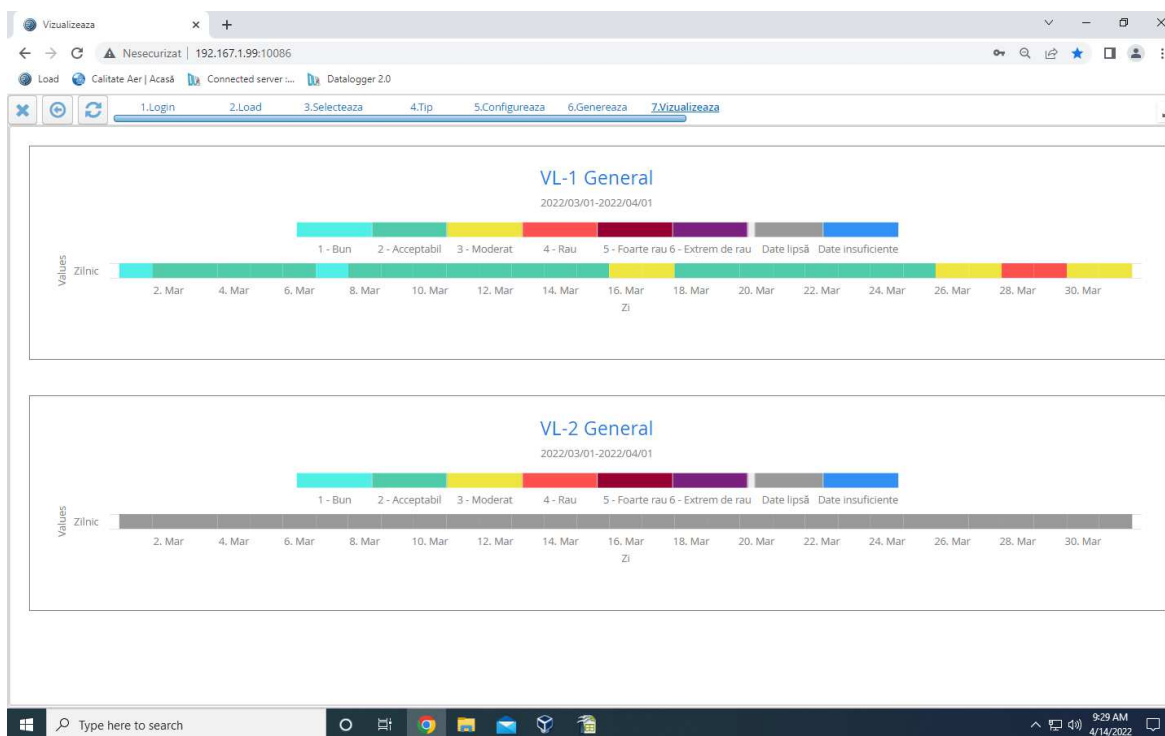 Vizualizeaza
Nesecurizat 192.167.1.99:10086
Load Calitate Aer | Acasă Connected server :... Datalogger 2.0
1.Login 2.Load 3.Selecteaza 4.Tip 5.Configureaza 6.Genereaza 7.Vizualizeaza
VL-1 General
2022/03/01-2022/04/01
1 - Bun 2 - Acceptabil 3 - Moderat 4 - Rau 5 - Foarte rau 6 - Extrem de rau Date lipsă Date insuficiente
Values
Zilnic
2. Mar 4. Mar 6. Mar 8. Mar 10. Mar 12. Mar 14. Mar 16. Mar 18. Mar 20. Mar 22. Mar 24. Mar 26. Mar 28. Mar 30. Mar
Zi
VL-2 General
2022/03/01-2022/04/01
1 - Bun 2 - Acceptabil 3 - Moderat 4 - Rau 5 - Foarte rau 6 - Extrem de rau Date lipsă Date insuficiente
Values
Zilnic
2. Mar 4. Mar 6. Mar 8. Mar 10. Mar 12. Mar 14. Mar 16. Mar 18. Mar 20. Mar 22. Mar 24. Mar 26. Mar 28. Mar 30. Mar
Zi
Type here to search
9:29 AM
4/14/2022